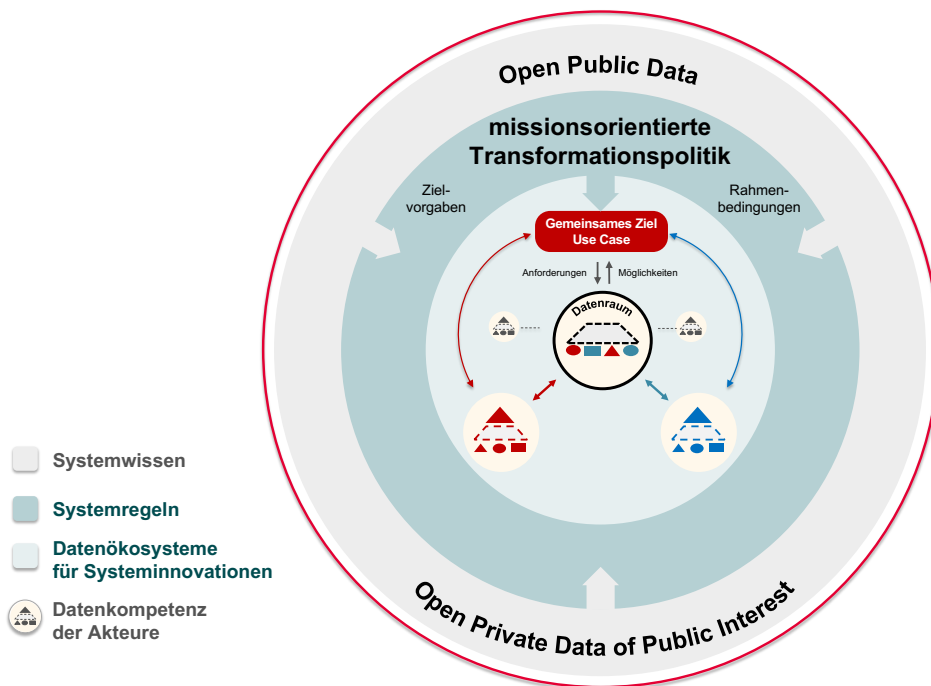 Open Public Data
missionsorientierte
Transformationspolitik
Ziel-
vorgaben
Rahmen-
bedingungen
Gemeinsames Ziel
Use Case
Anforderungen
Möglichkeiten
Datenraum
Open Private Data of Public Interest
Systemwissen
Systemregeln
Datenökosysteme
für Systeminnovationen
Datenkompetenz
der Akteure